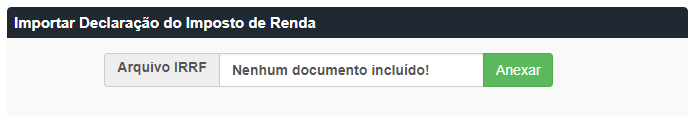 Importar Declaração do Imposto de Renda
Arquivo IRRF Nenhum documento incluído! Anexar